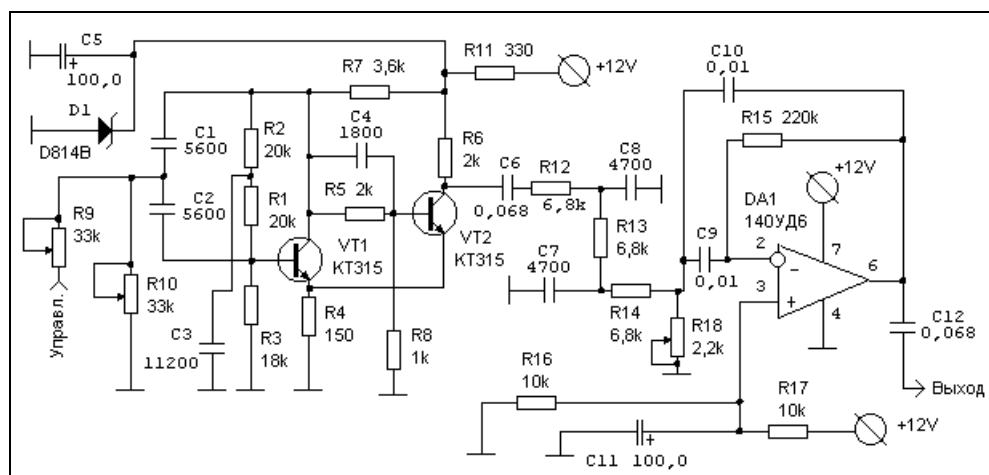 C5
+
100,0
D1
D814B
R7 3,6k
R11 330
+12V
C4
1800
C1
5600
R2
20k
R6
2k
C2
5600
R1
20k
R5 2k
C6
0,068
R12
6,8k
C8
4700
C10
0,01
R15 220k
+12V
DA1
140УД6
R9
33k
R10
33k
Управл.
VT1
КТ315
VT2
КТ315
C7
4700
R13
6,8k
C9
0,01
2
3
7
6
4
−
+
C3
11200
R3
18k
R4
150
R8
1k
R14
6,8k
R18
2,2k
C12
0,068
Выход
R16
10k
R17
10k
+12V
+
C11 100,0